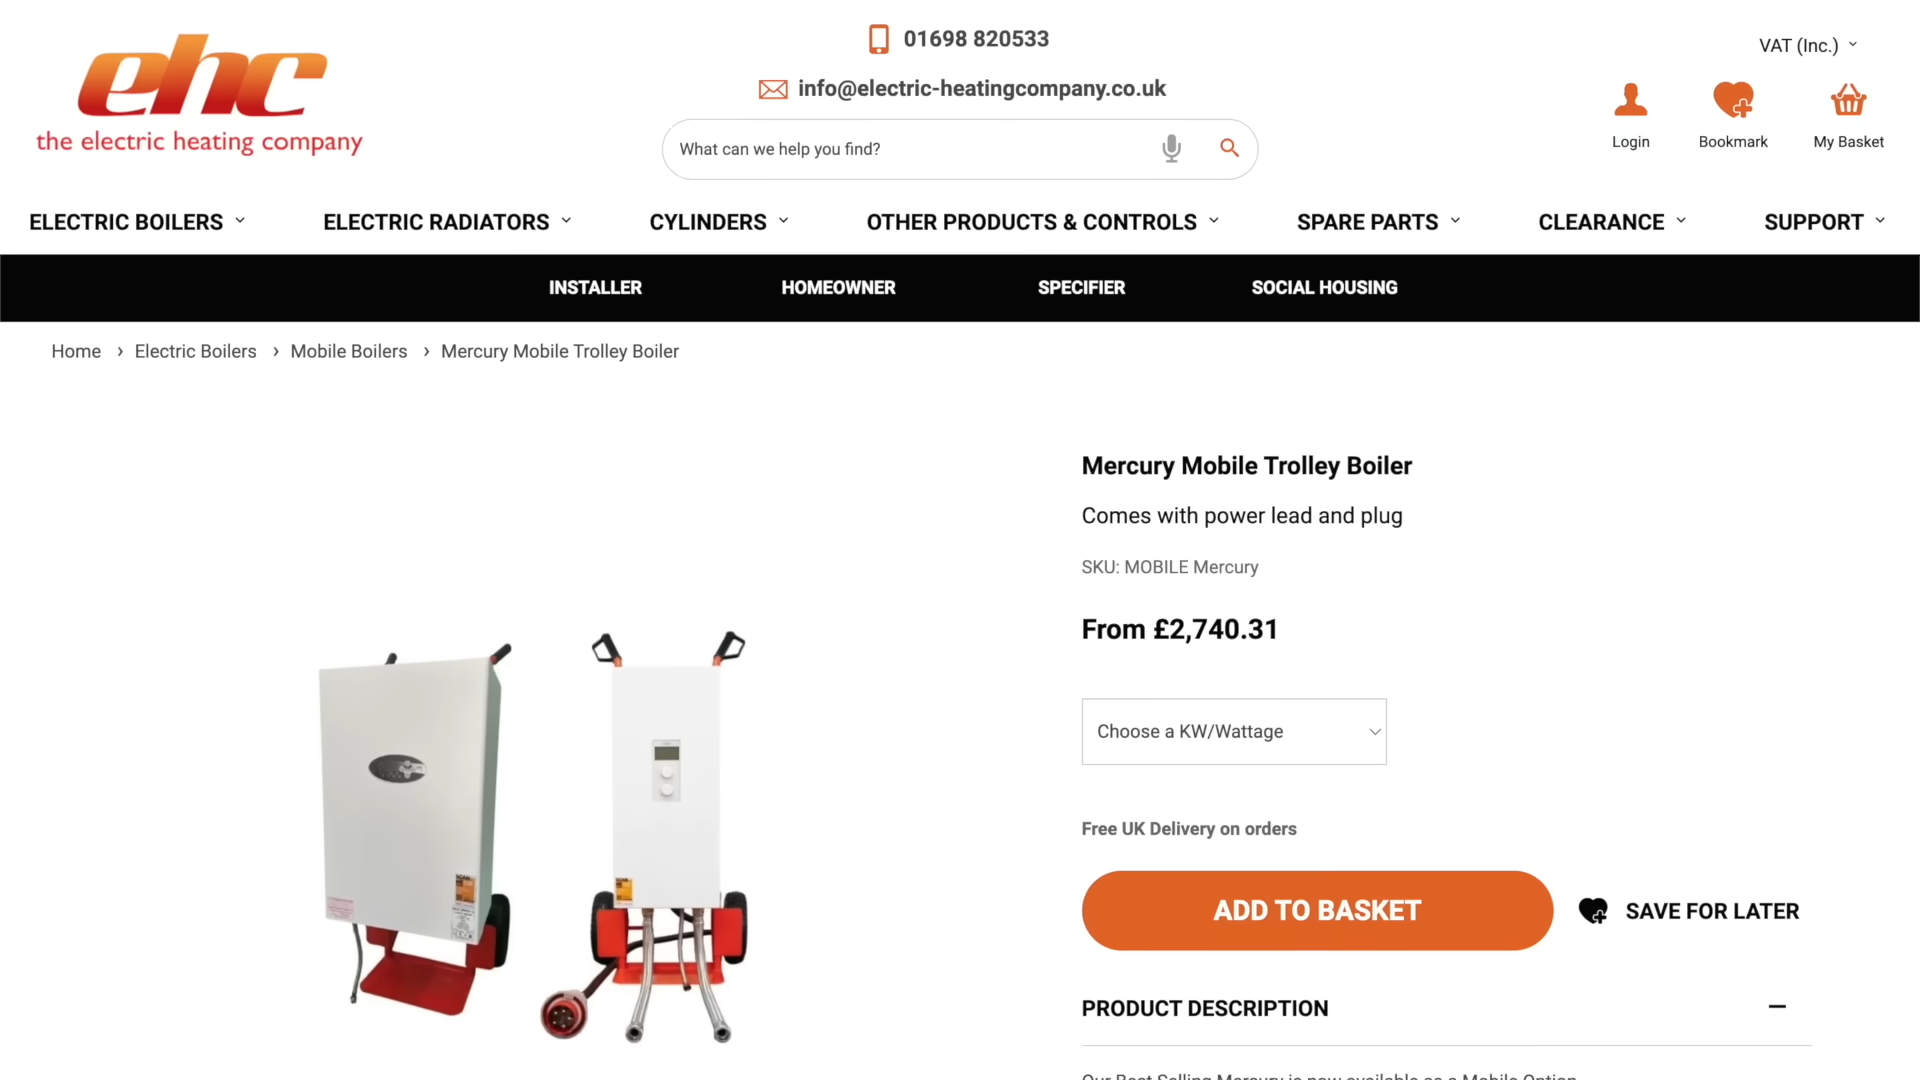 ehc
the electric heating company
01698 820533
info@electric-heatingcompany.co.uk
What can we help you find?
VAT (Inc.)
Login
Bookmark
My Basket
ELECTRIC BOILERS
ELECTRIC RADIATORS
CYLINDERS
OTHER PRODUCTS & CONTROLS
SPARE PARTS
CLEARANCE
SUPPORT
INSTALLER
HOMEOWNER
SPECIFIER
SOCIAL HOUSING
Home › Electric Boilers › Mobile Boilers › Mercury Mobile Trolley Boiler
Mercury Mobile Trolley Boiler
Comes with power lead and plug
SKU: MOBILE Mercury
From £2,740.31
Choose a KW/Wattage
Free UK Delivery on orders
ADD TO BASKET
SAVE FOR LATER
PRODUCT DESCRIPTION
Our Best Selling Mercury is now available as a Mobile Option